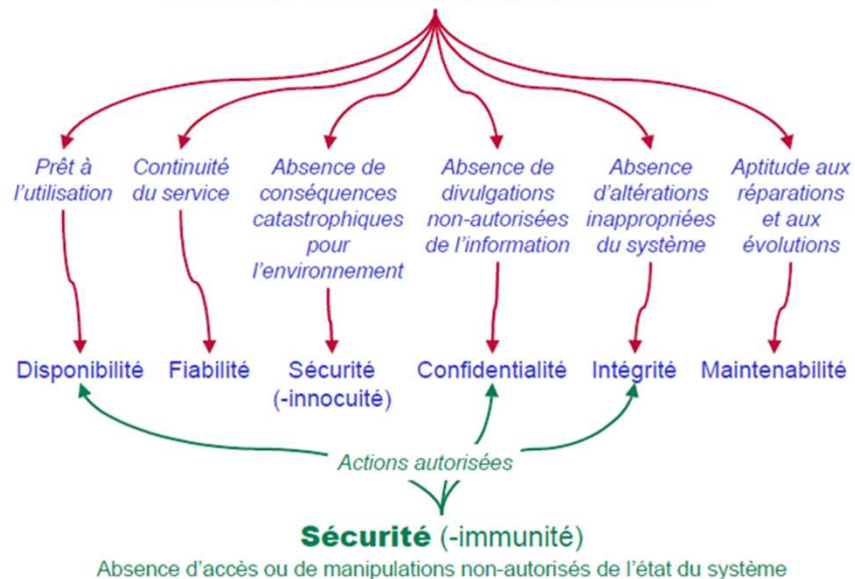 Prêt à
l'utilisation
Continuité
du service
Absence de
conséquences
catastrophiques
pour
l'environnement
Absence de
divulgations
non-autorisées
de l'information
Absence
d'altérations
inappropriées
du système
Aptitude aux
réparations
et aux
évolutions
Disponibilité
Fiabilité
Sécurité
(-innocuité)
Confidentialité
Intégrité
Maintenabilité
Actions autorisées
Sécurité (-immunité)
Absence d'accès ou de manipulations non-autorisés de l'état du système